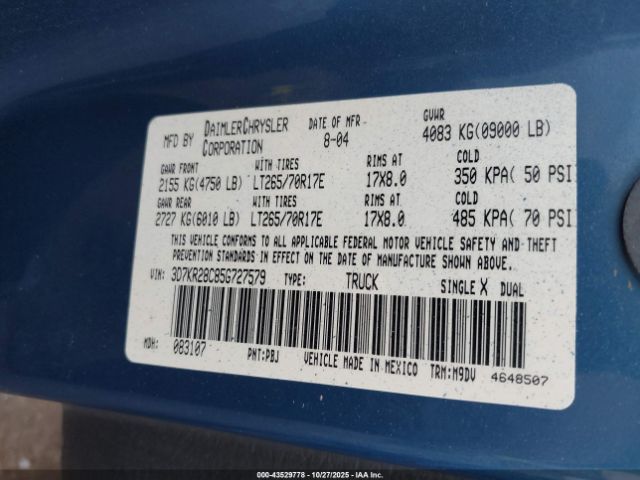 MFD BY DAIMLERCHRYSLER CORPORATION DATE OF MFR 8-04 GVWR 4083 KG(09000 LB)
GAWR FRONT WITH TIRES RIMS AT COLD
2155 KG(4750 LB) LT265/70R17E 17X8.0 350 KPA( 50 PSI
GAWR REAR WITH TIRES RIMS AT COLD
2727 KG(6010 LB) LT265/70R17E 17X8.0 485 KPA( 70 PSI
THIS VEHICLE CONFORMS TO ALL APPLICABLE FEDERAL MOTOR VEHICLE SAFETY AND THEFT
PREVENTION STANDARDS IN EFFECT ON THE DATE OF MANUFACTURE SHOWN ABOVE.
VIN: 3D7KR28C85G727579 TYPE: TRUCK SINGLE X DUAL
MDH: 083107 PNT:PBJ VEHICLE MADE IN MEXICO TRM:M9DV 4648507
000-43529778 - 10/27/2025 - IAAC